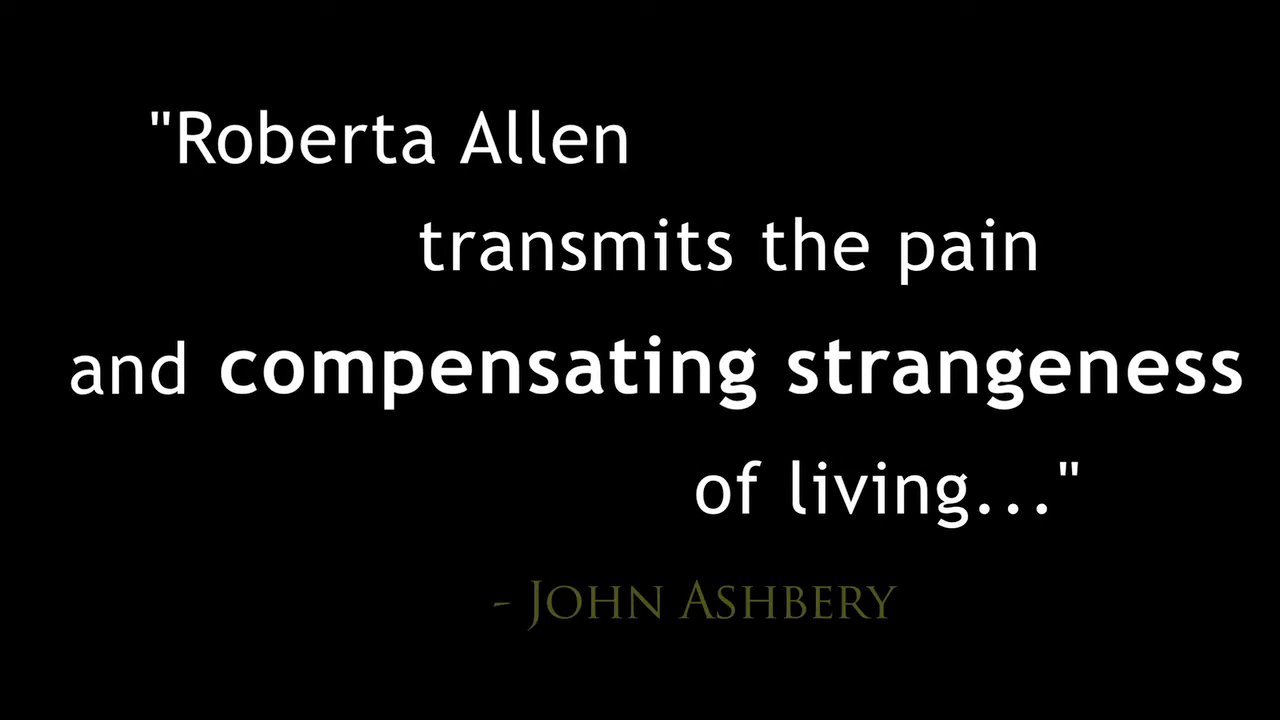 "Roberta Allen
transmits the pain
and compensating strangeness
of living..."
- John Ashbery